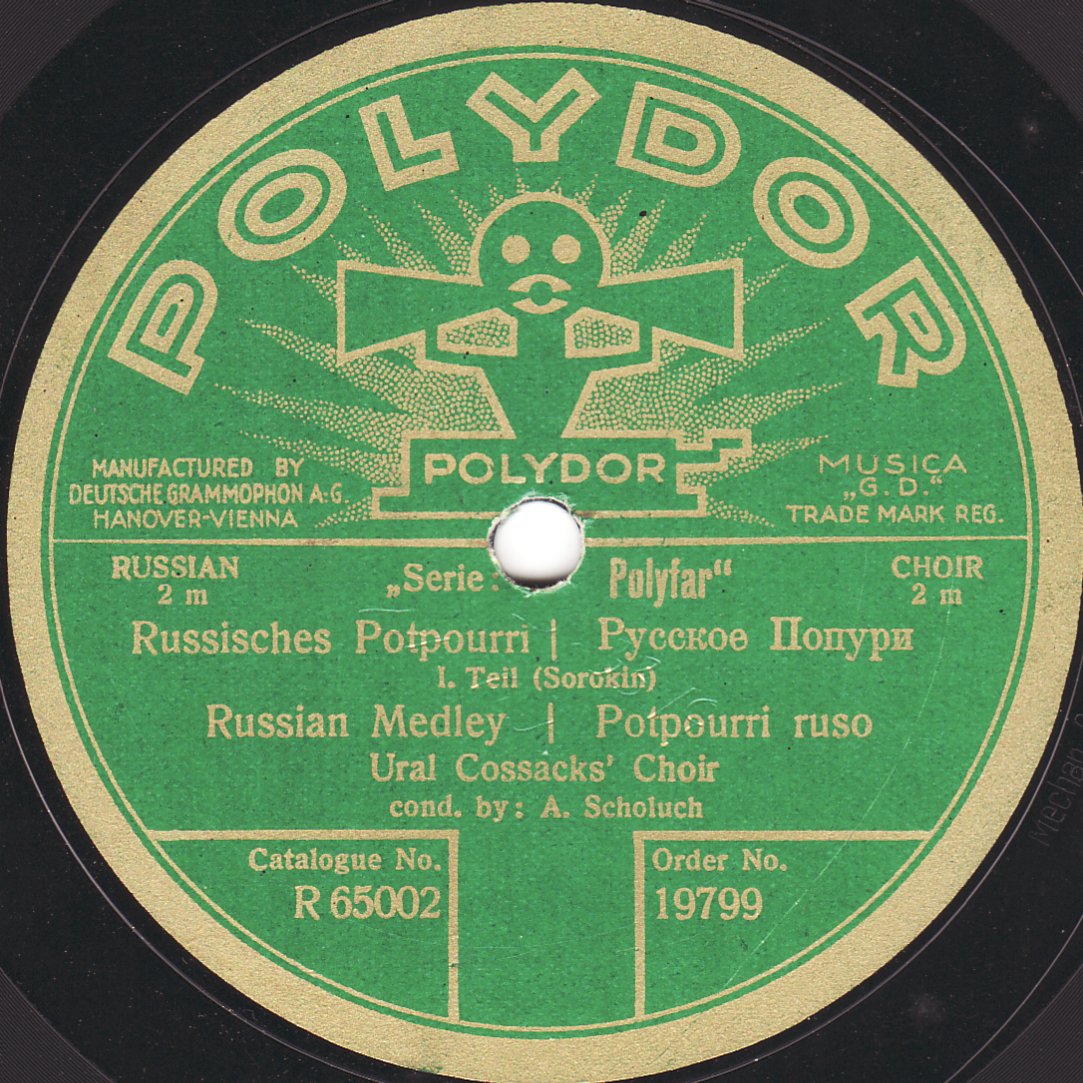 POLYDOR
POLYDOR
MANUFACTURED BY
DEUTSCHE GRAMMOPHON A-G.
HANOVER-VIENNA
MUSICA
„G. D.“
TRADE MARK REG.
RUSSIAN
2 m
„Serie: Polyfar“
CHOIR
2 m
Russisches Potpourri | Русское Попури
I. Teil (Sorokin)
Russian Medley | Potpourri ruso
Ural Cossacks' Choir
cond. by: A. Scholuch
Catalogue No.
R 65002
Order No.
19799
Mechan